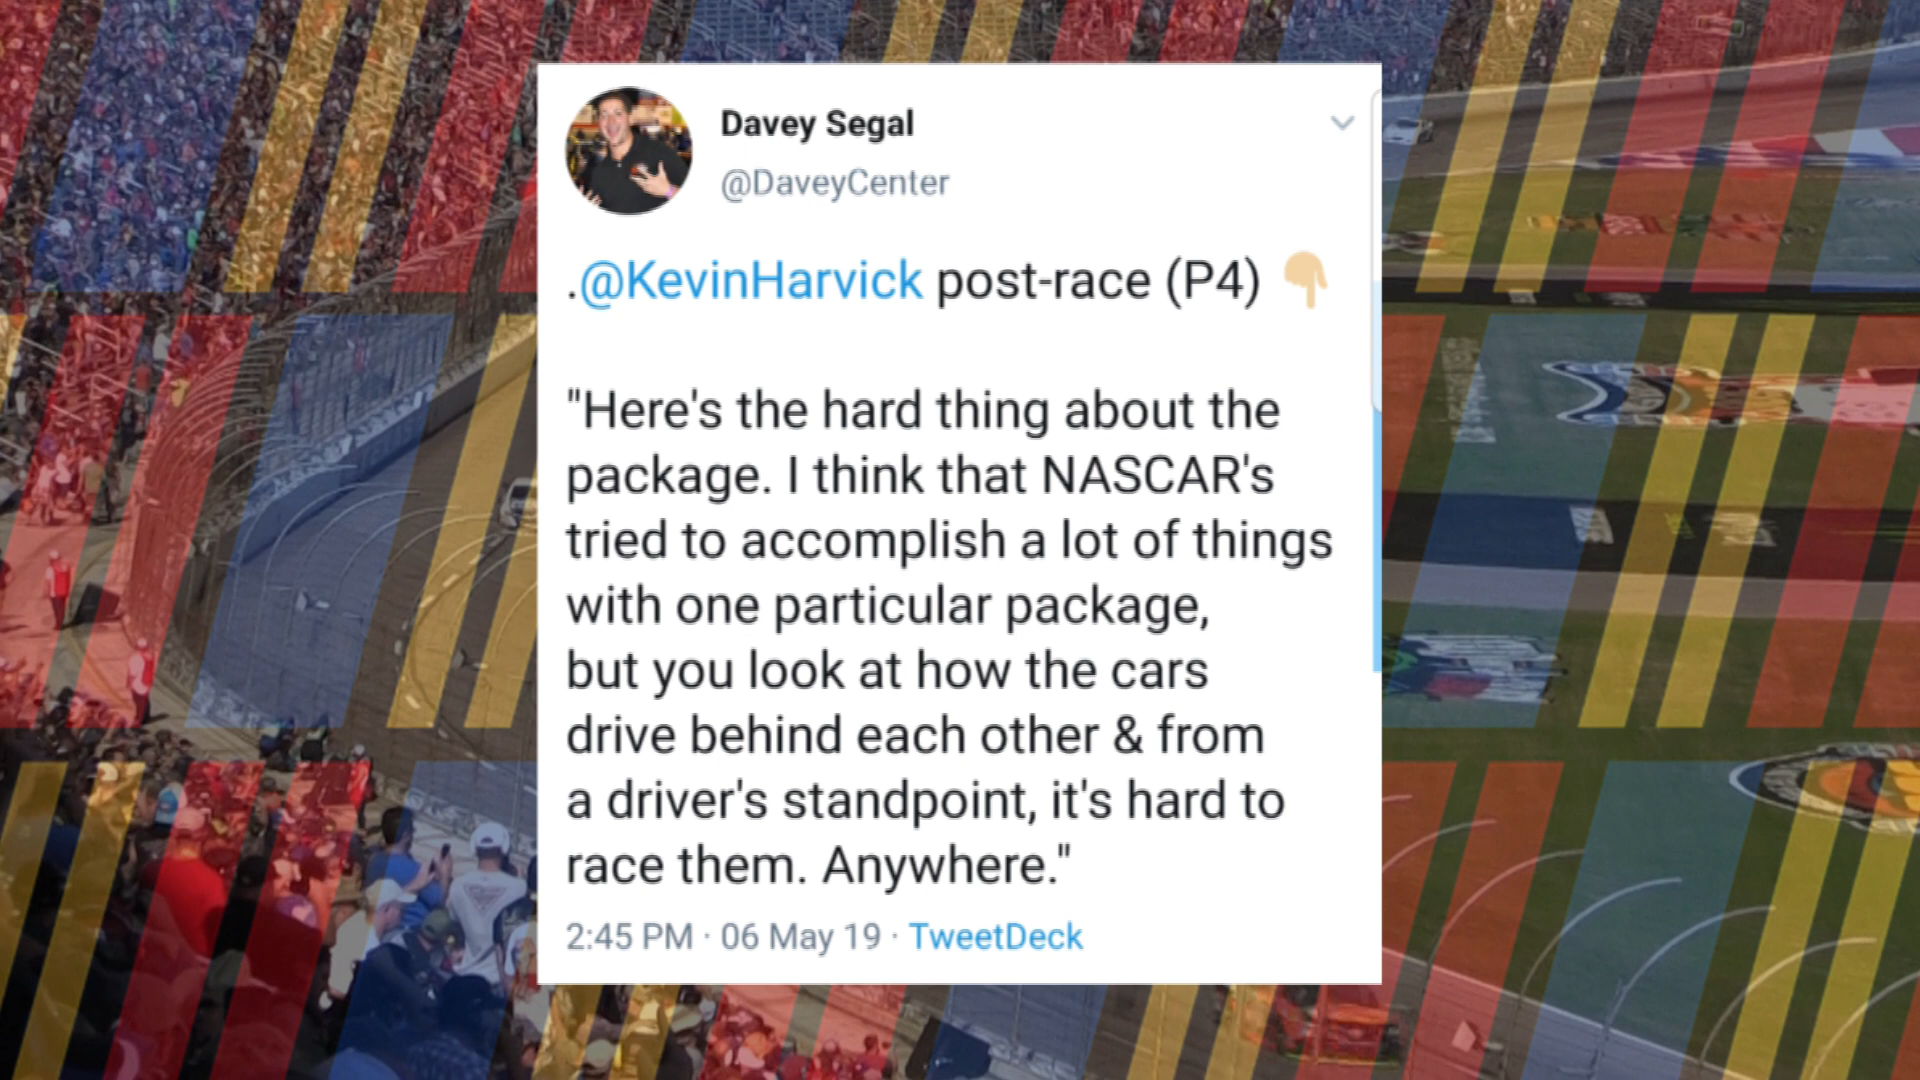 Davey Segal
@DaveyCenter
.@KevinHarvick post-race (P4) 👇🏼
"Here's the hard thing about the
package. I think that NASCAR's
tried to accomplish a lot of things
with one particular package,
but you look at how the cars
drive behind each other & from
a driver's standpoint, it's hard to
race them. Anywhere."
2:45 PM · 06 May 19 · TweetDeck